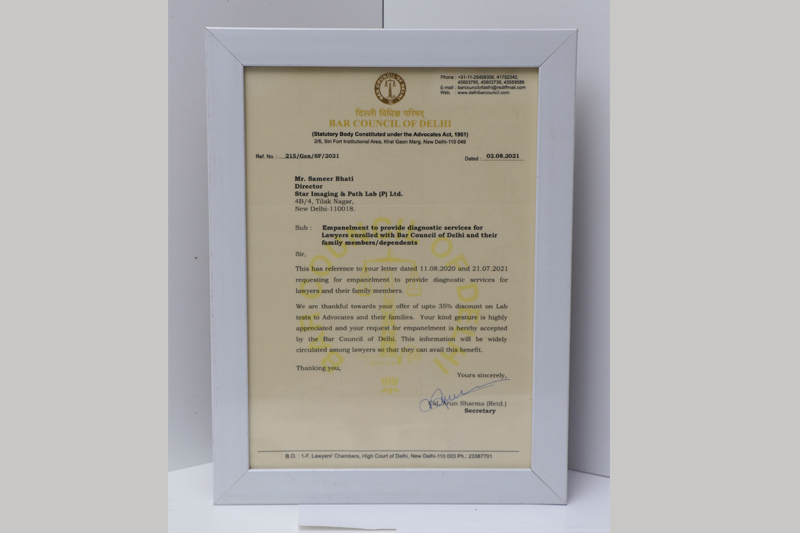 Phone : +91-11-26498356, 41752340,
E-mail : barcouncilofdelhi@rediffmail.com
Web. : www.delhibarcouncil.com
दिल्ली विधिज्ञ परिषद्
BAR COUNCIL OF DELHI
(Statutory Body Constituted under the Advocates Act, 1961)
2/6, Siri Fort Institutional Area, Khel Gaon Marg, New Delhi-110 049
Ref. No. : 215/Gen/SF/2021 Dated : 02.08.2021
Mr. Sameer Bhati
Director
Star Imaging & Path Lab (P) Ltd.
4B/4, Tilak Nagar,
New Delhi-110018.
Sub : Empanelment to provide diagnostic services for
Lawyers enrolled with Bar Council of Delhi and their
family members/dependents
Sir,
This has reference to your letter dated 11.08.2020 and 21.07.2021
requesting for empanelment to provide diagnostic services for
lawyers and their family members.
We are thankful towards your offer of upto 35% discount on Lab
tests to Advocates and their families. Your kind gesture is highly
appreciated and your request for empanelment is hereby accepted
by the Bar Council of Delhi. This information will be widely
circulated among lawyers so that they can avail this benefit.
Thanking you,
Yours sincerely,
Col. Arun Sharma (Retd.)
Secretary
B.O. : 1-F, Lawyers' Chambers, High Court of Delhi, New Delhi-110 003 Ph.: 23387701